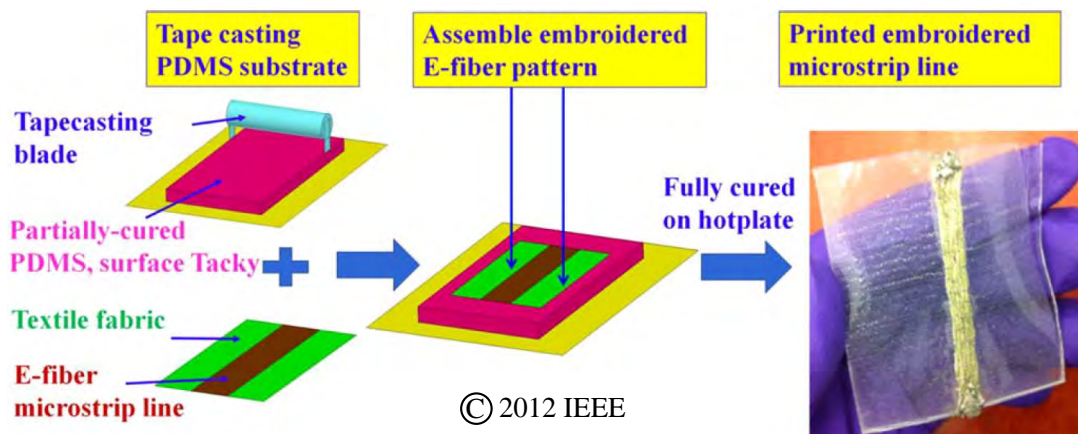 Tape casting
PDMS substrate
Assemble embroidered
E-fiber pattern
Printed embroidered
microstrip line
Tapecasting
blade
Partially-cured
PDMS, surface Tacky
Textile fabric
E-fiber
microstrip line
Fully cured
on hotplate
© 2012 IEEE